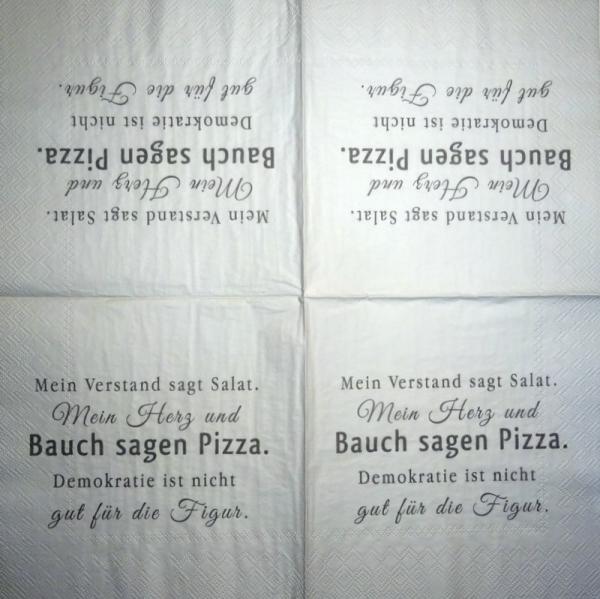 gut für die Figur.
Demokratie ist nicht
Bauch sagen Pizza.
Mein Herz und
Mein Verstand sagt Salat.
gut für die Figur.
Demokratie ist nicht
Bauch sagen Pizza.
Mein Herz und
Mein Verstand sagt Salat.
Mein Verstand sagt Salat.
Mein Herz und
Bauch sagen Pizza.
Demokratie ist nicht
gut für die Figur.
Mein Verstand sagt Salat.
Mein Herz und
Bauch sagen Pizza.
Demokratie ist nicht
gut für die Figur.